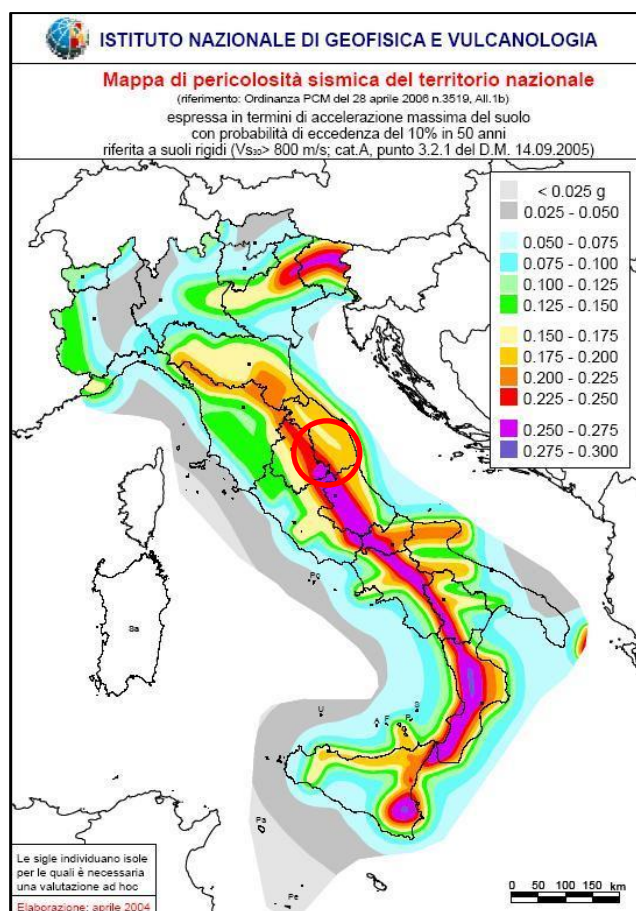 ISTITUTO NAZIONALE DI GEOFISICA E VULCANOLOGIA
Mappa di pericolosità sismica del territorio nazionale
(riferimento: Ordinanza PCM del 28 aprile 2006 n.3519, All.1b)
espressa in termini di accelerazione massima del suolo
con probabilità di eccedenza del 10% in 50 anni
riferita a suoli rigidi (Vs30> 800 m/s; cat.A, punto 3.2.1 del D.M. 14.09.2005)
< 0.025 g
0.025 - 0.050
0.050 - 0.075
0.075 - 0.100
0.100 - 0.125
0.125 - 0.150
0.150 - 0.175
0.175 - 0.200
0.200 - 0.225
0.225 - 0.250
0.250 - 0.275
0.275 - 0.300
Sa
U
Pa
Pe
Le sigle individuano isole
per le quali è necessaria
una valutazione ad hoc
Elaborazione: aprile 2004
0 50 100 150 km